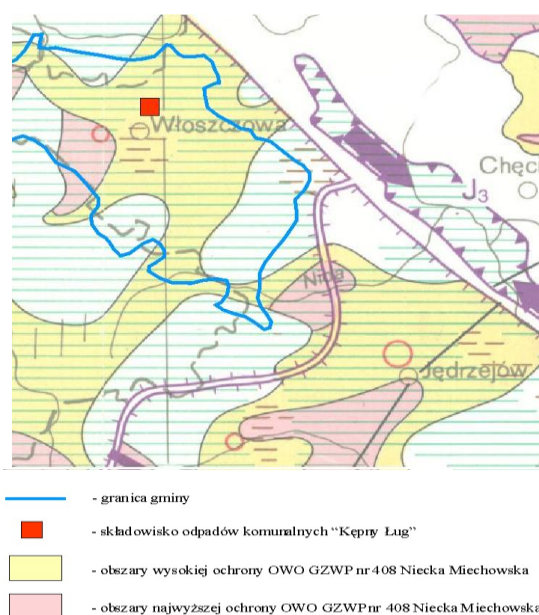 Włoszczowa
Chęc
J3
Nida
Jędrzejów
- granica gminy
- składowisko odpadów komunalnych “Kępny Ług”
- obszary wysokiej ochrony OWO GZWP nr 408 Niecka Miechowska
- obszary najwyższej ochrony OWO GZWP nr 408 Niecka Miechowska